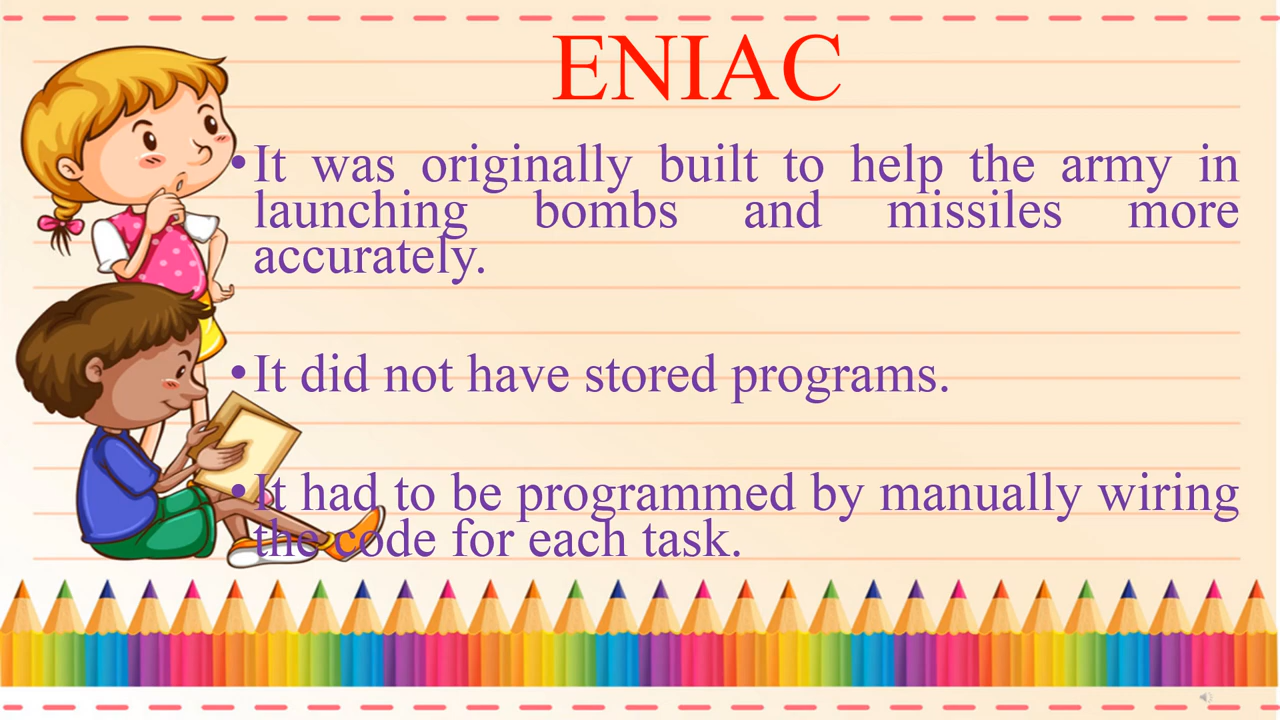 ENIAC
• It was originally built to help the army in
launching bombs and missiles more
accurately.
• It did not have stored programs.
• It had to be programmed by manually wiring
the code for each task.